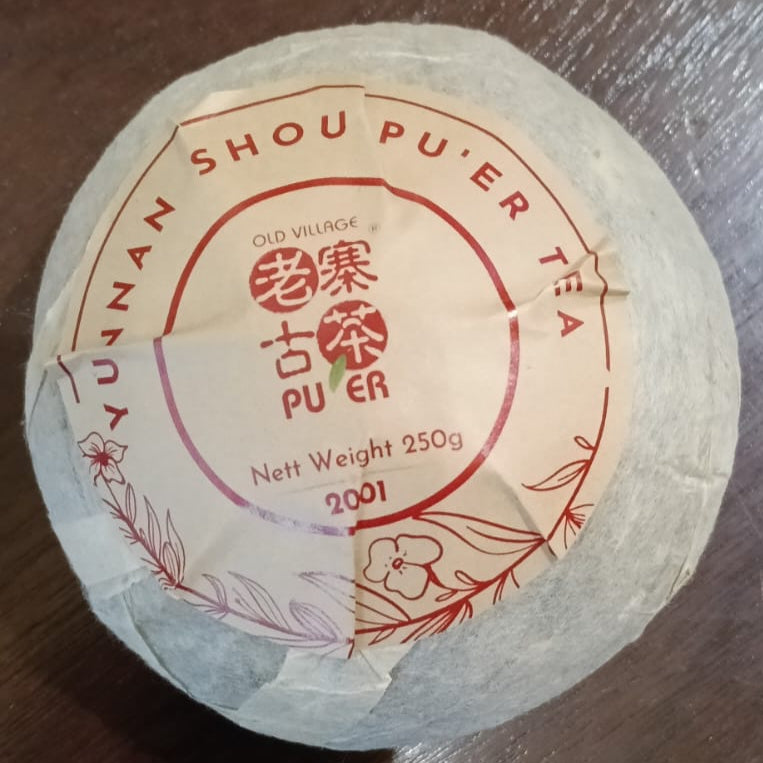 YUNNAN SHOU PU'ER TEA
OLD VILLAGE ®
老寨
古茶
PU ER
Nett Weight 250g
2001